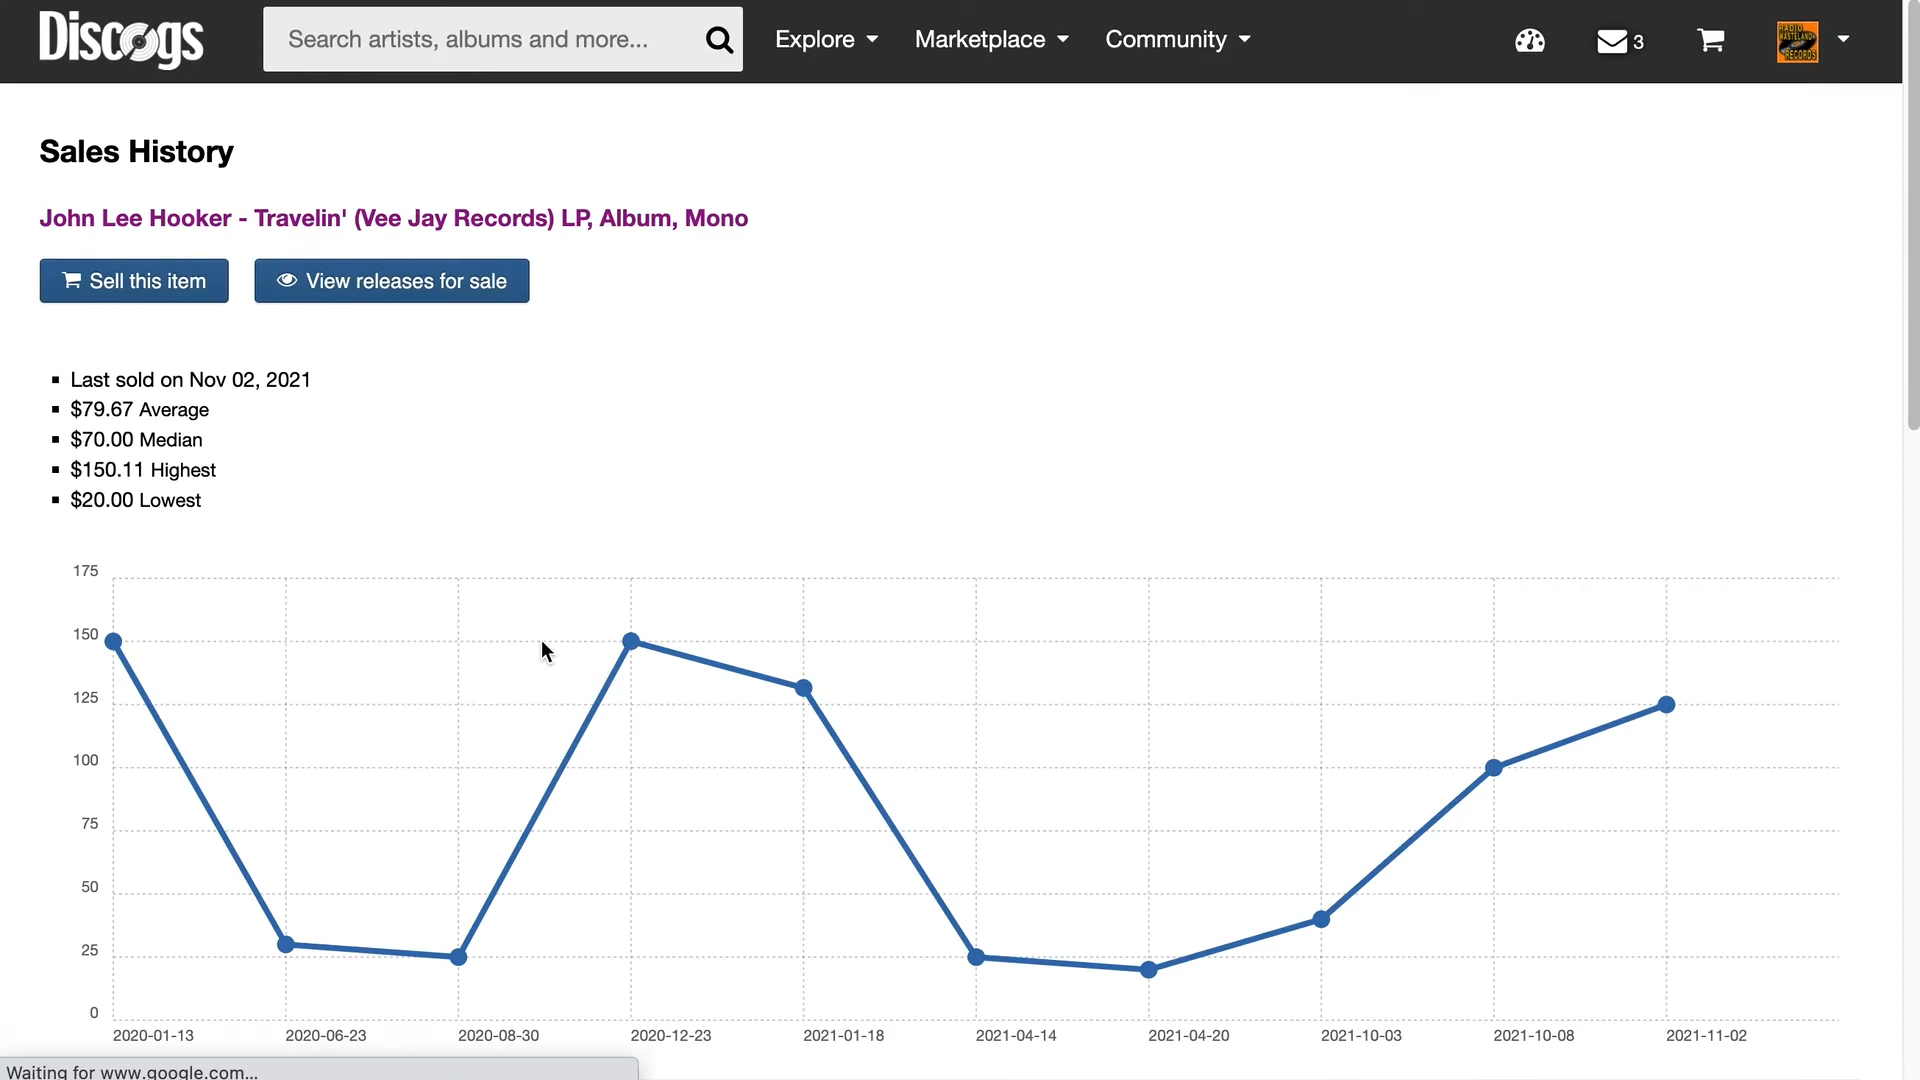 Discogs
Search artists, albums and more...
Explore
Marketplace
Community
3
RADIO
WASTELAND
RECORDS
Sales History
John Lee Hooker - Travelin' (Vee Jay Records) LP, Album, Mono
Sell this item
View releases for sale
Last sold on Nov 02, 2021
$79.67 Average
$70.00 Median
$150.11 Highest
$20.00 Lowest
175
150
125
100
75
50
25
0
2020-01-13 2020-06-23 2020-08-30 2020-12-23 2021-01-18 2021-04-14 2021-04-20 2021-10-03 2021-10-08 2021-11-02
Waiting for www.google.com...